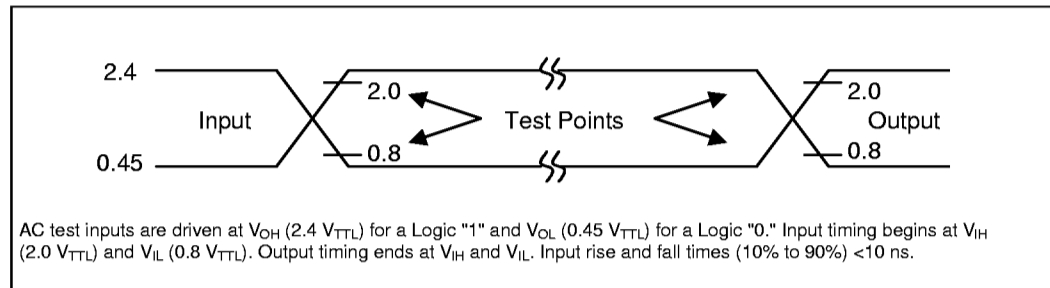 2.4
2.0
2.0
Input
Test Points
Output
0.45
0.8
0.8
AC test inputs are driven at VOH (2.4 VTTL) for a Logic "1" and VOL (0.45 VTTL) for a Logic "0." Input timing begins at VIH
(2.0 VTTL) and VIL (0.8 VTTL). Output timing ends at VIH and VIL. Input rise and fall times (10% to 90%) <10 ns.